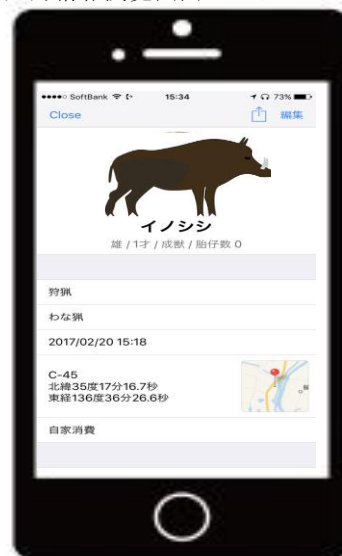 ●●●●○ SoftBank 15:34 73%
Close 編集
イノシシ
雄 / 1才 / 成獣 / 胎仔数 0
狩猟
わな猟
2017/02/20 15:18
C-45
北緯35度17分16.7秒
東経136度36分26.6秒
自家消費